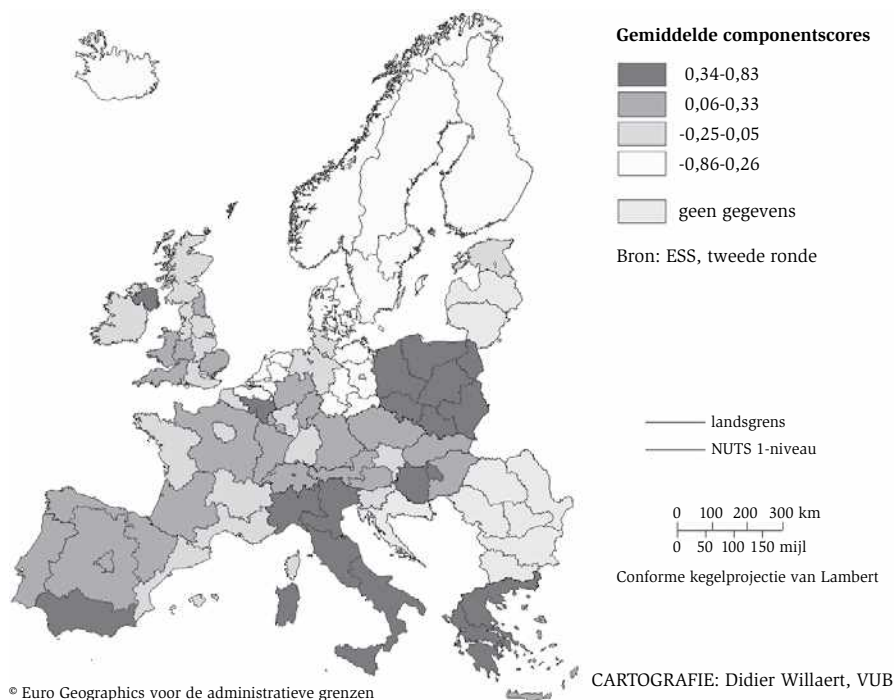 Gemiddelde componentscores
0,34-0,83
0,06-0,33
-0,25-0,05
-0,86-0,26
geen gegevens
Bron: ESS, tweede ronde
landsgrens
NUTS 1-niveau
0 100 200 300 km
0 50 100 150 mijl
Conforme kegelprojectie van Lambert
CARTOGRAFIE: Didier Willaert, VUB
© Euro Geographics voor de administratieve grenzen